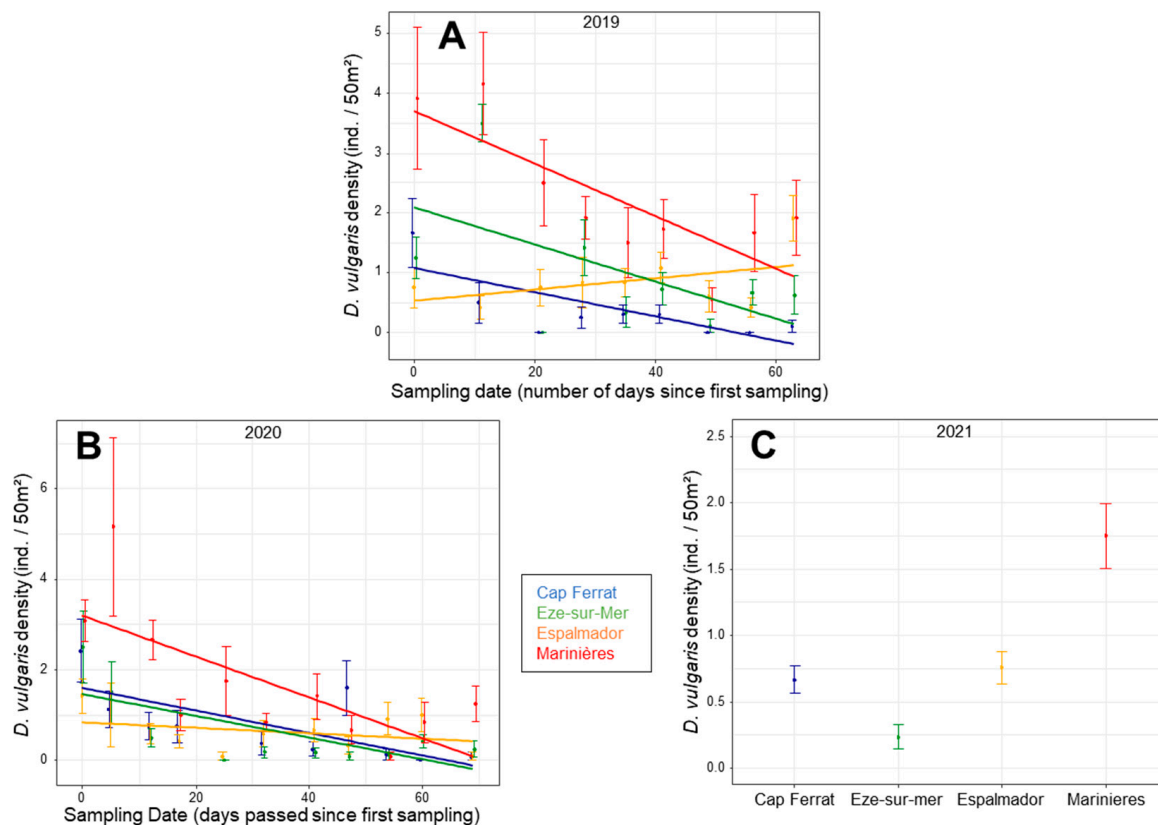 2019
A
5
4
3
2
1
0
D. vulgaris density (ind. / 50m²)
0 20 40 60
Sampling date (number of days since first sampling)
2020
B
6
4
2
0
D. vulgaris density (ind. / 50m²)
0 20 40 60
Sampling Date (days passed since first sampling)
Cap Ferrat
Eze-sur-Mer
Espalmador
Marinières
2021
C
2.5
2.0
1.5
1.0
0.5
0.0
D. vulgaris density (ind. / 50m²)
Cap Ferrat Eze-sur-mer Espalmador Marinieres